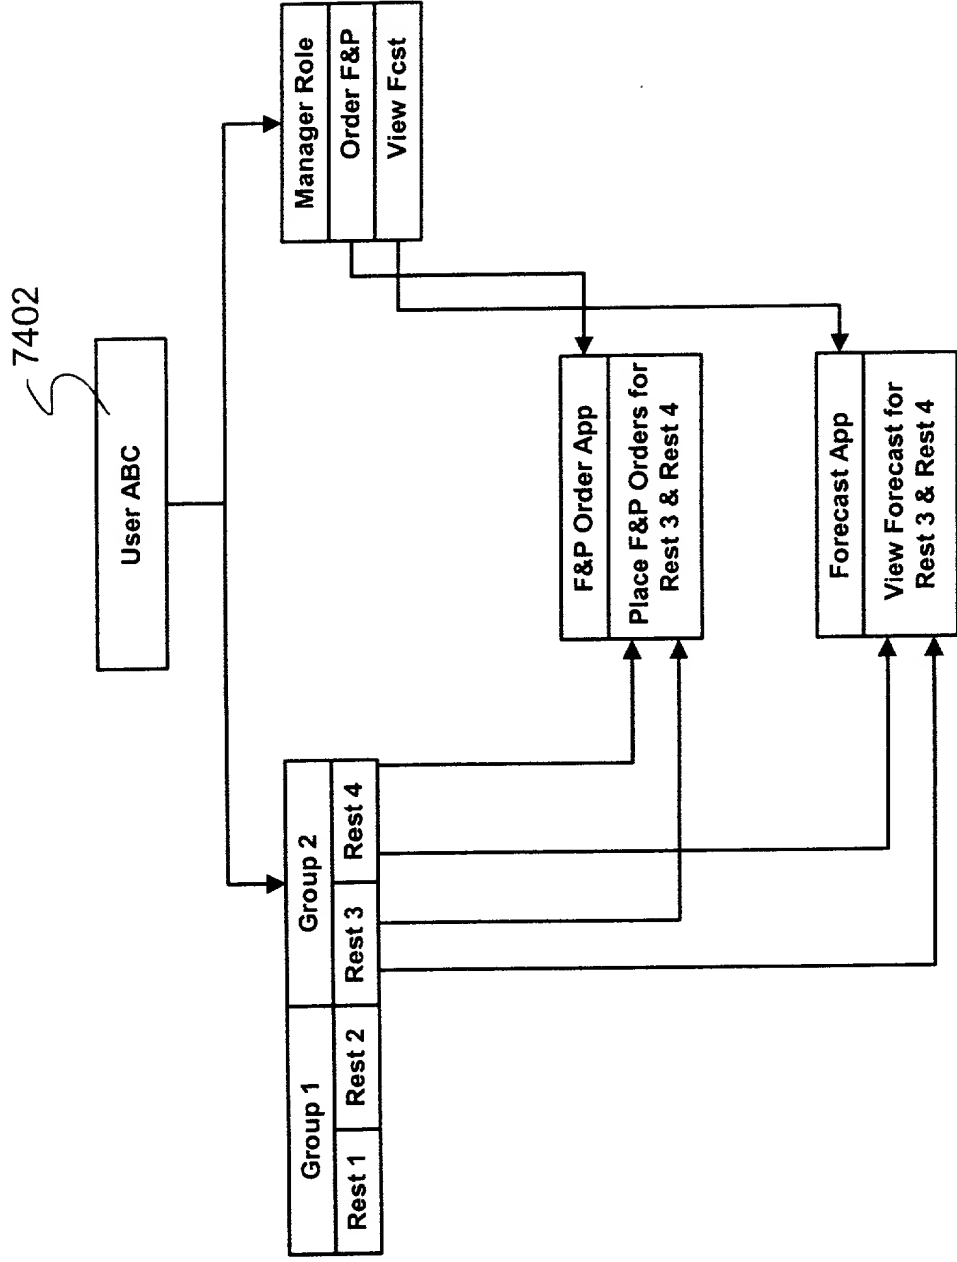 7402
User ABC
Group 1
Group 2
Rest 1
Rest 2
Rest 3
Rest 4
Manager Role
Order F&P
View Fcst
F&P Order App
Place F&P Orders for
Rest 3 & Rest 4
Forecast App
View Forecast for
Rest 3 & Rest 4